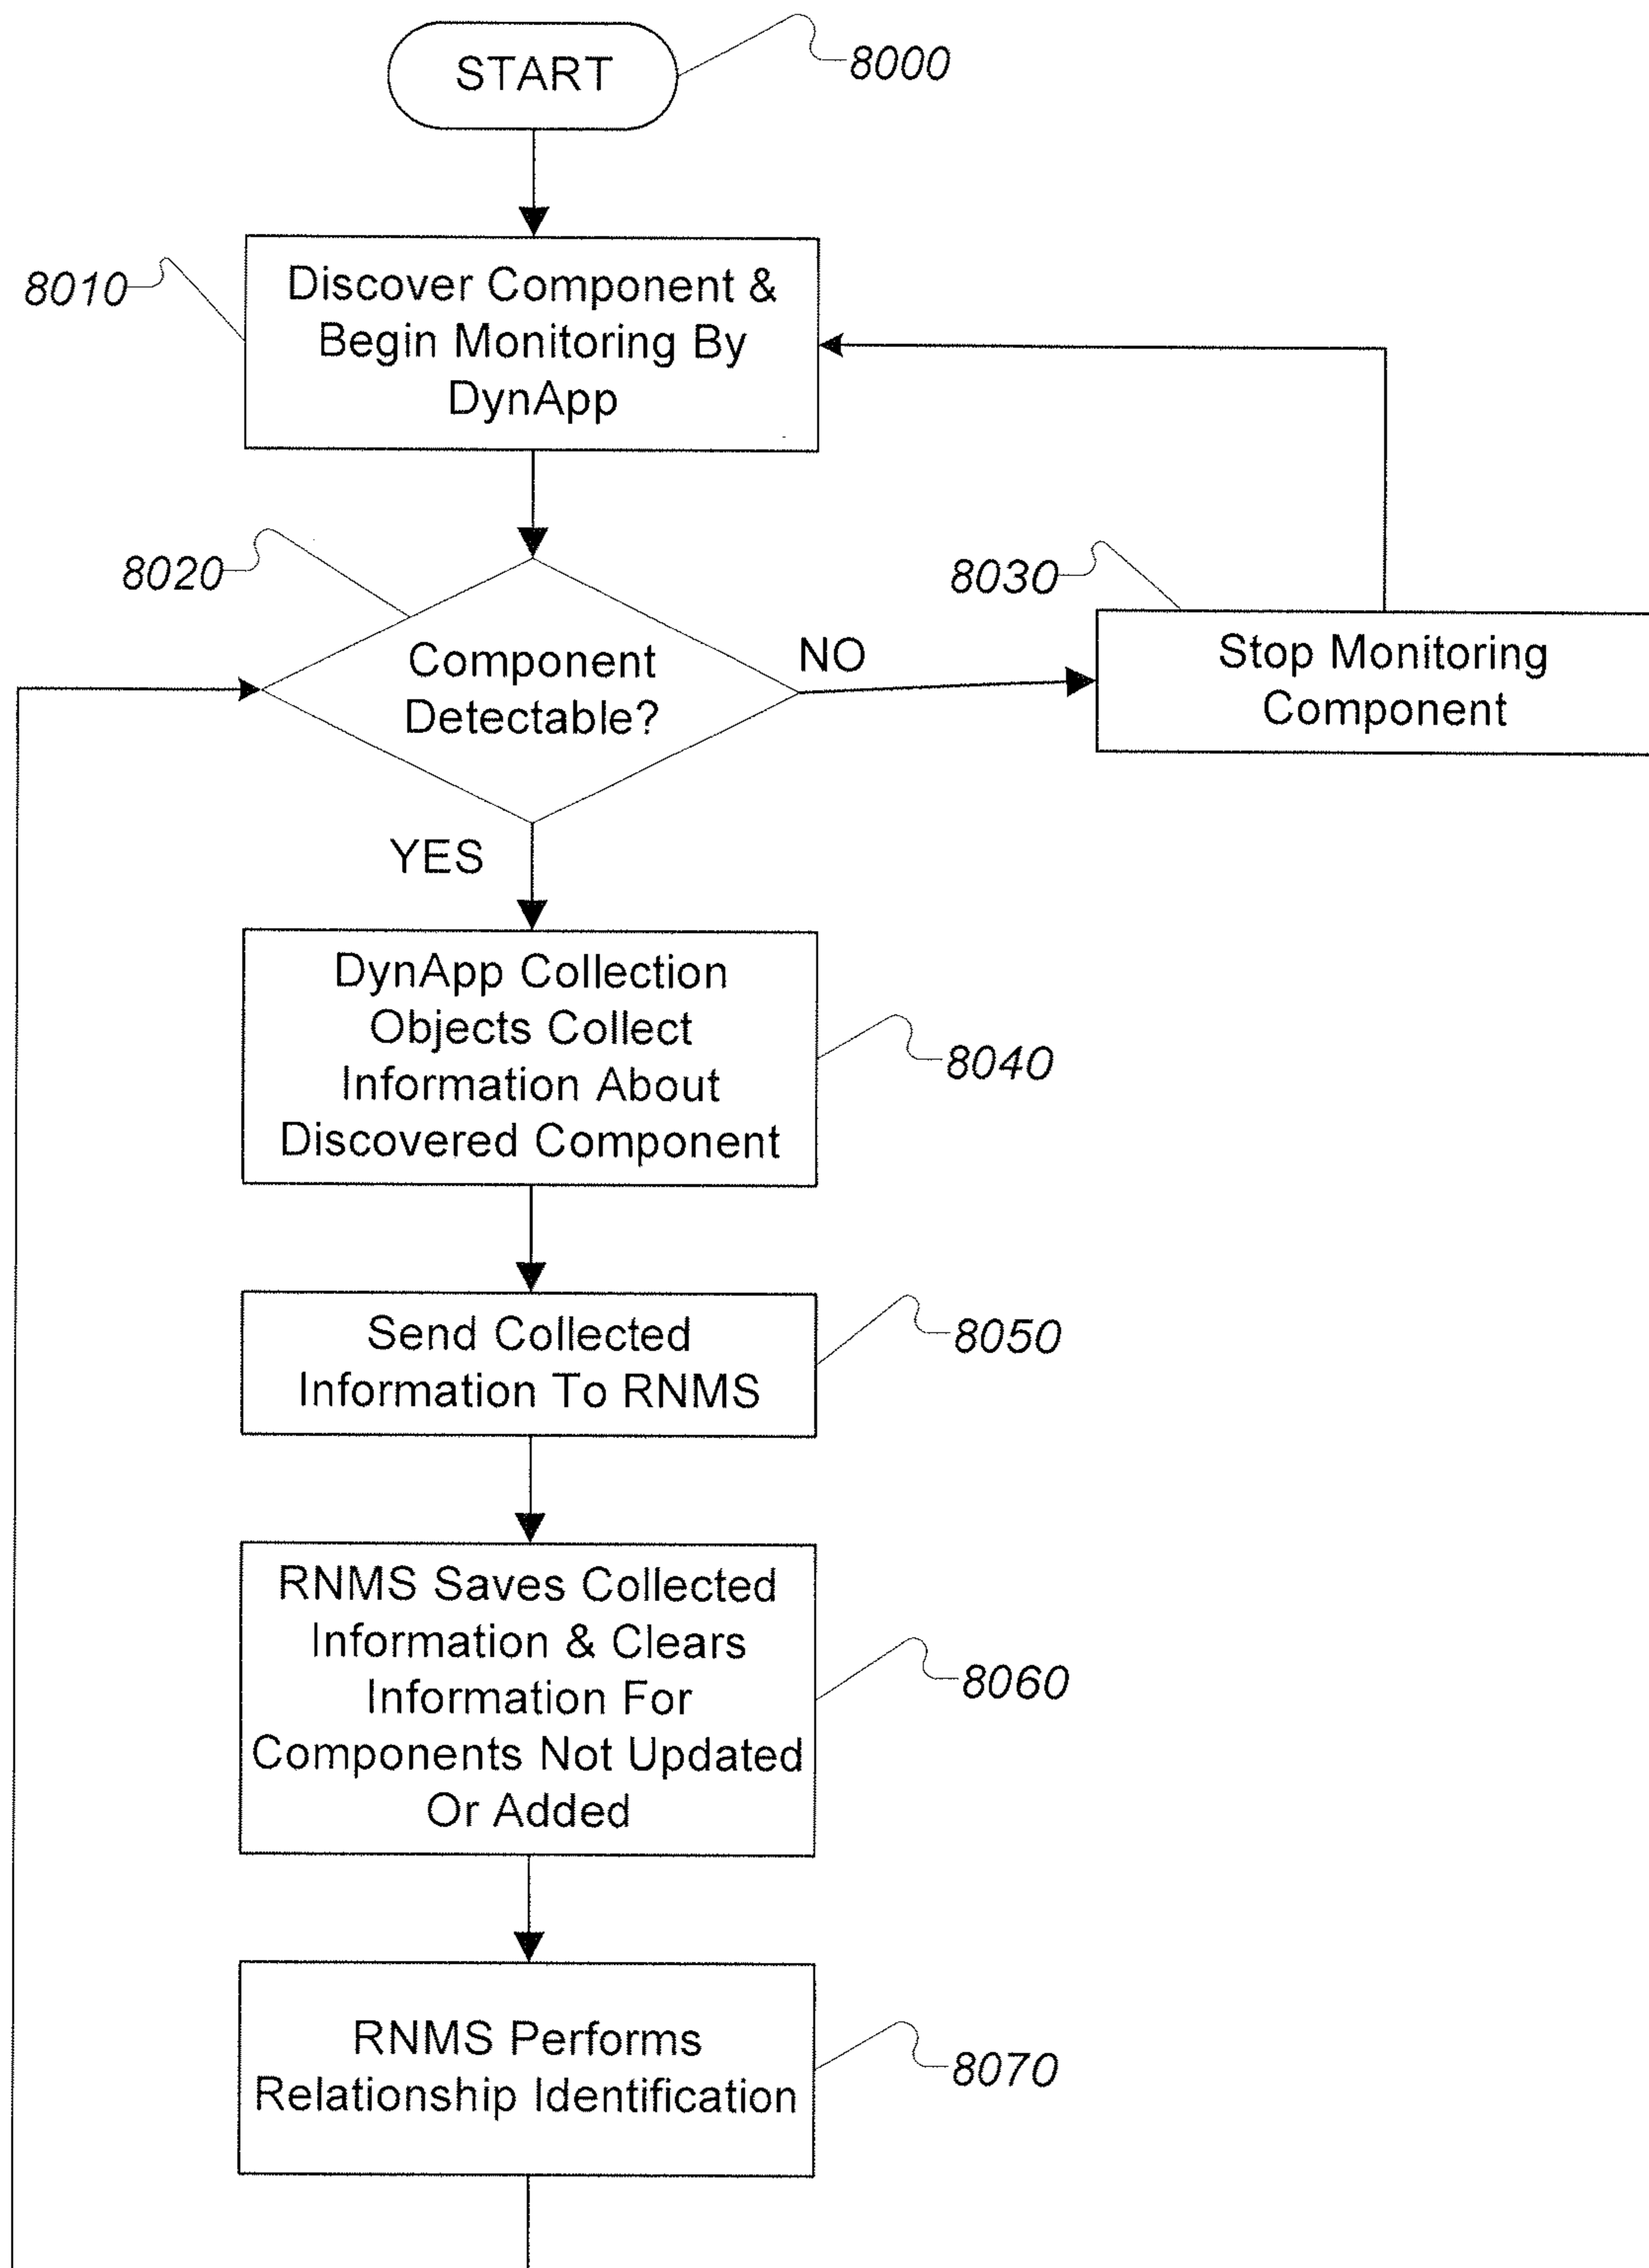 START
8000
8010
Discover Component &
Begin Monitoring By
DynApp
8020
Component
Detectable?
NO
8030
Stop Monitoring
Component
YES
DynApp Collection
Objects Collect
Information About
Discovered Component
8040
Send Collected
Information To RNMS
8050
RNMS Saves Collected
Information & Clears
Information For
Components Not Updated
Or Added
8060
RNMS Performs
Relationship Identification
8070